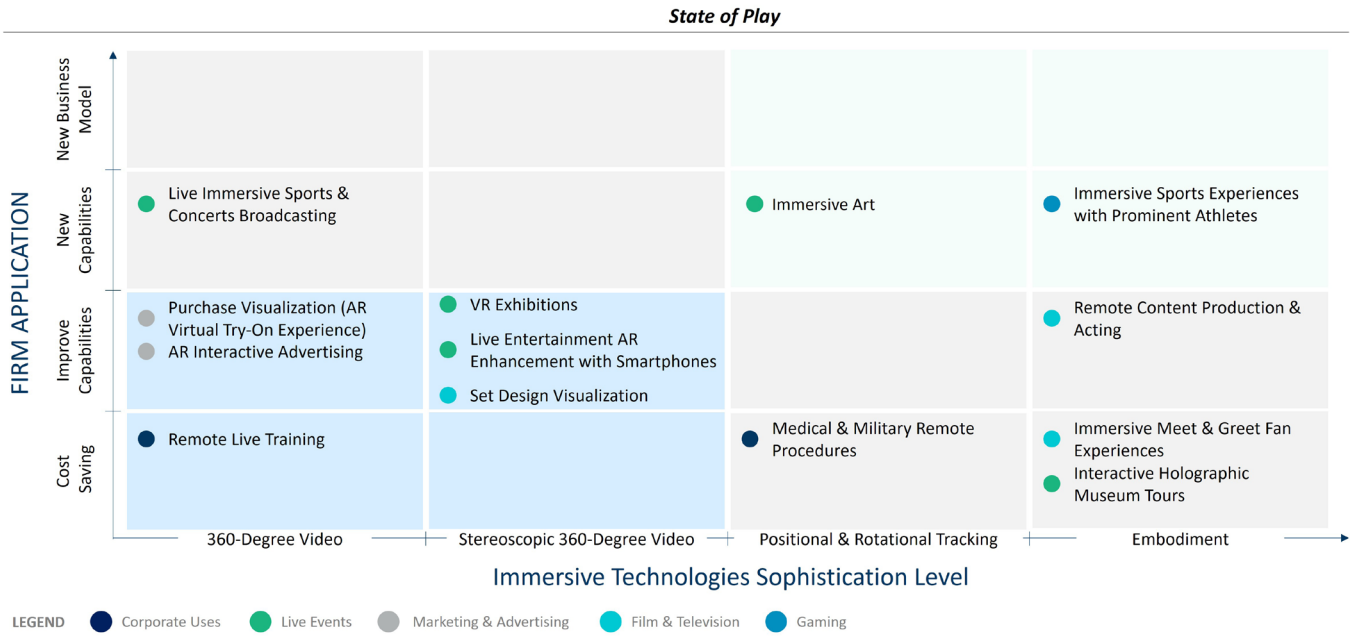 State of Play
FIRM APPLICATION
New Business
Model
New
Capabilities
Live Immersive Sports &
Concerts Broadcasting
Immersive Art
Immersive Sports Experiences
with Prominent Athletes
Improve
Capabilities
Purchase Visualization (AR
Virtual Try-On Experience)
AR Interactive Advertising
VR Exhibitions
Live Entertainment AR
Enhancement with Smartphones
Set Design Visualization
Remote Content Production &
Acting
Cost
Saving
Remote Live Training
Medical & Military Remote
Procedures
Immersive Meet & Greet Fan
Experiences
Interactive Holographic
Museum Tours
360-Degree Video
Stereoscopic 360-Degree Video
Positional & Rotational Tracking
Embodiment
Immersive Technologies Sophistication Level
LEGEND
Corporate Uses
Live Events
Marketing & Advertising
Film & Television
Gaming